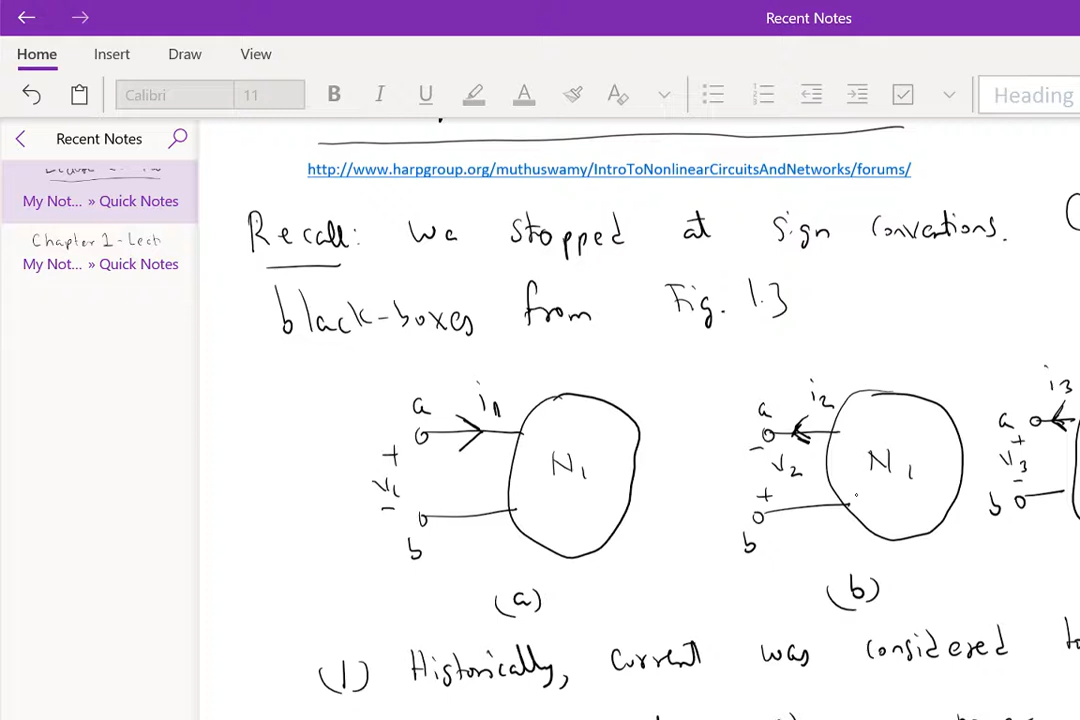 Recent Notes
Home Insert Draw View
Calibri 11 B I U A Heading
Recent Notes
My Not... » Quick Notes
Chapter 1 - Lech
My Not... » Quick Notes
http://www.harpgroup.org/muthuswamy/IntroToNonlinearCircuitsAndNetworks/forums/
Recall: We stopped at sign conventions.
black-boxes from Fig. 1.3
a i1 + v1 - b N1
(a)
a i2 - v2 + b N1
(b)
i3 a + v3 - b
(1) Historically, current was considered to